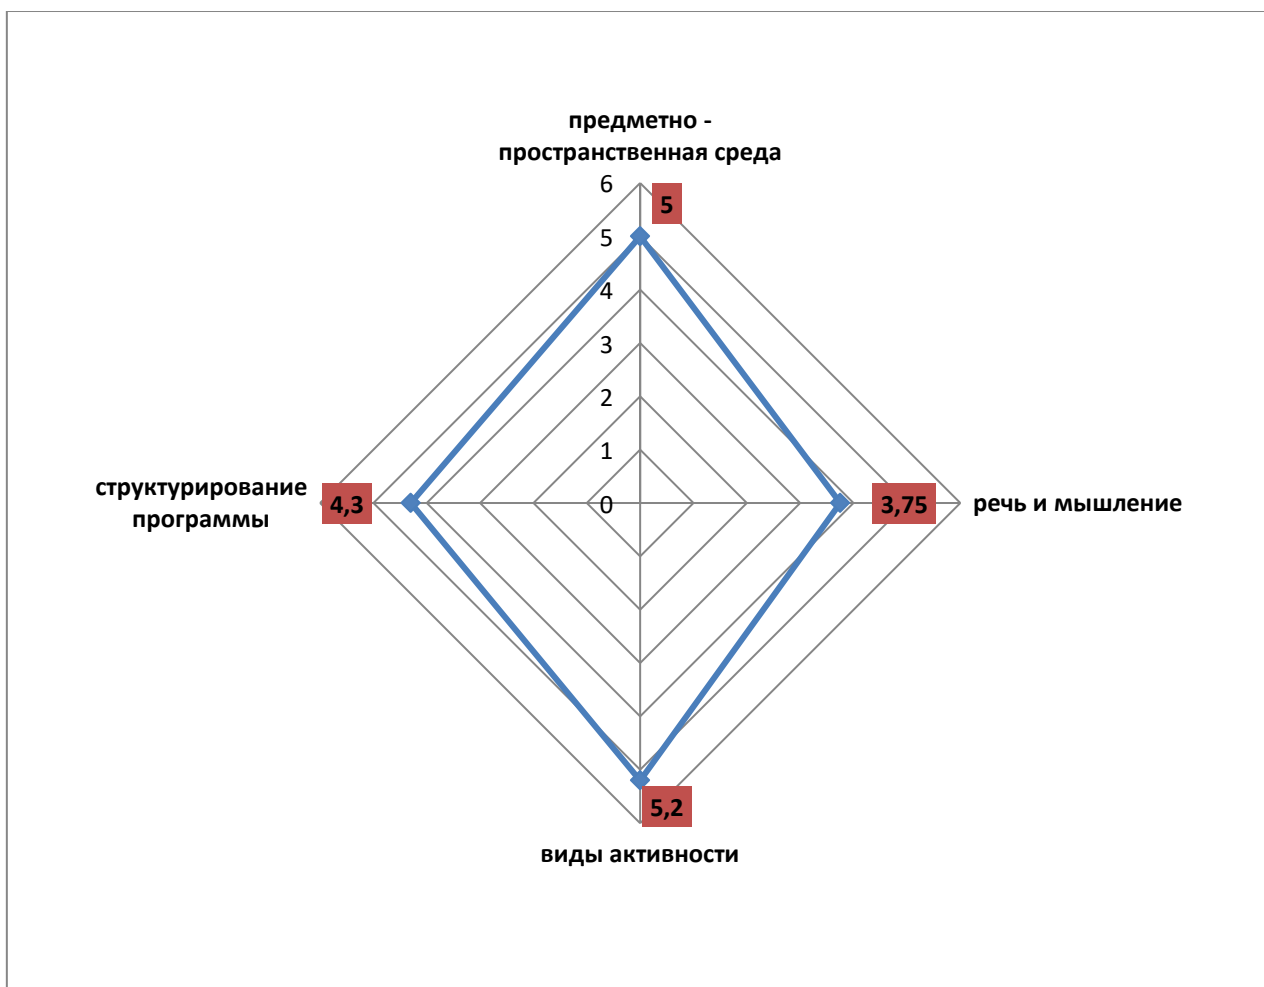 предметно -
пространственная среда
6
5
5
4
3
2
1
0
структурирование
программы
4,3
3,75
речь и мышление
5,2
виды активности